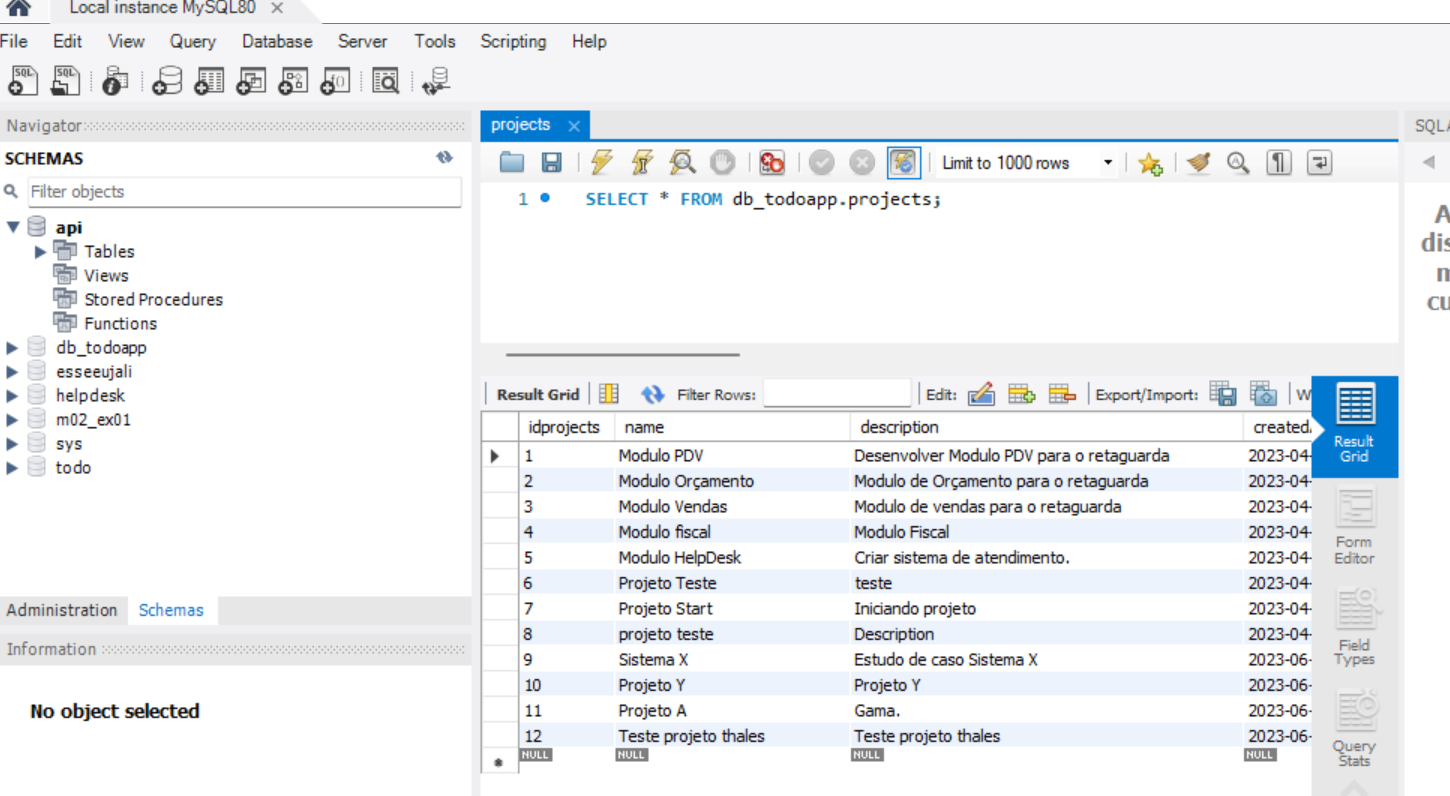 Local instance MySQL80
File Edit View Query Database Server Tools Scripting Help
Navigator
SCHEMAS
Filter objects
api
Tables
Views
Stored Procedures
Functions
db_todoapp
esseeujali
helpdesk
m02_ex01
sys
todo
Administration Schemas
Information
No object selected
projects
Limit to 1000 rows
1 SELECT * FROM db_todoapp.projects;
Result Grid Filter Rows: Edit: Export/Import: W
idprojects name description created
1 Modulo PDV Desenvolver Modulo PDV para o retaguarda 2023-04-
2 Modulo Orçamento Modulo de Orçamento para o retaguarda 2023-04-
3 Modulo Vendas Modulo de vendas para o retaguarda 2023-04-
4 Modulo fiscal Modulo Fiscal 2023-04-
5 Modulo HelpDesk Criar sistema de atendimento. 2023-04-
6 Projeto Teste teste 2023-04-
7 Projeto Start Iniciando projeto 2023-04-
8 projeto teste Description 2023-04-
9 Sistema X Estudo de caso Sistema X 2023-06-
10 Projeto Y Projeto Y 2023-06-
11 Projeto A Gama. 2023-06-
12 Teste projeto thales Teste projeto thales 2023-06-
NULL NULL NULL NULL
Result
Grid
Form
Editor
Field
Types
Query
Stats
SQL
A
dis
cu